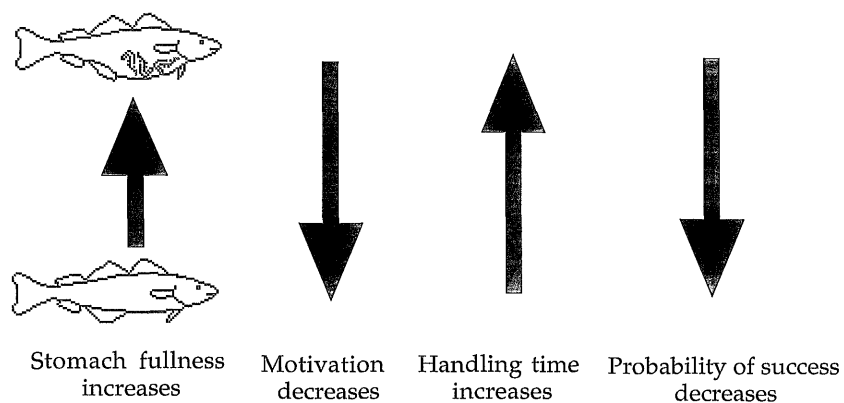 Stomach fullness
increases
Motivation
decreases
Handling time
increases
Probability of success
decreases